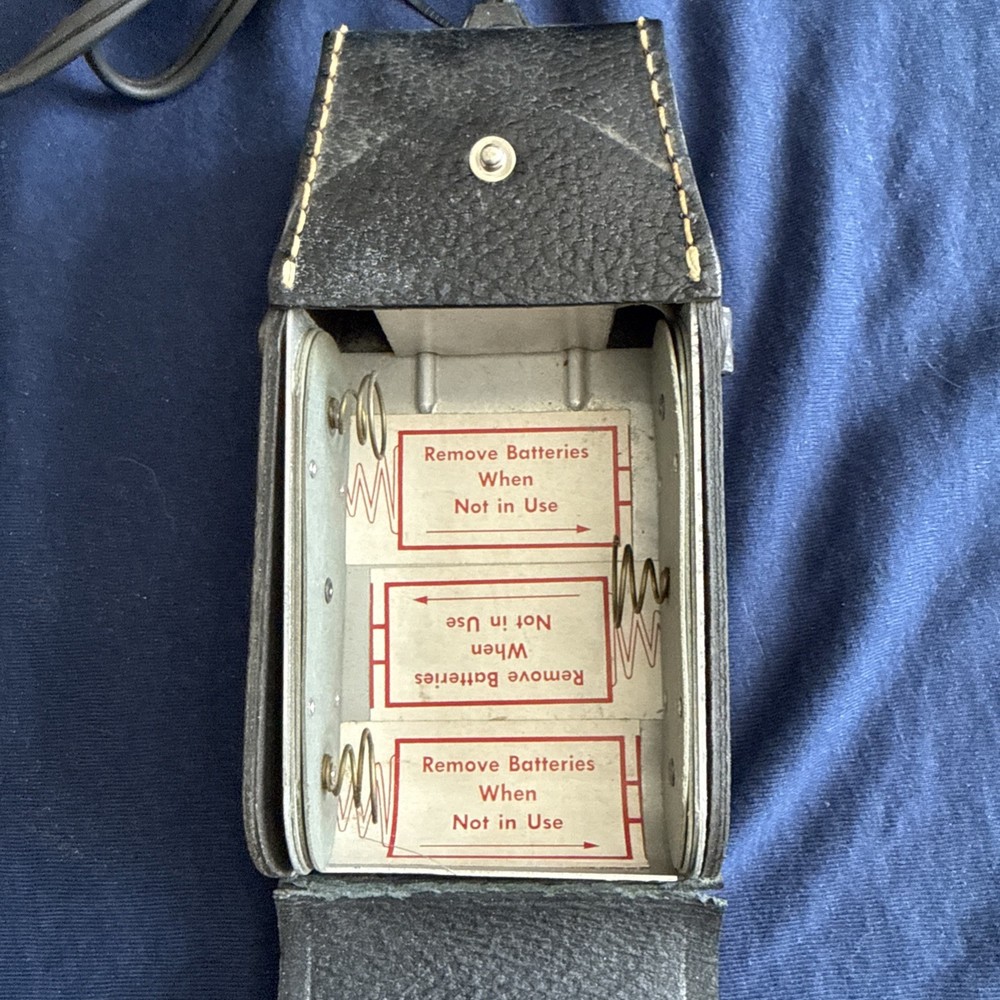 Remove Batteries
When
Not in Use
Remove Batteries
When
Not in Use
Remove Batteries
When
Not in Use